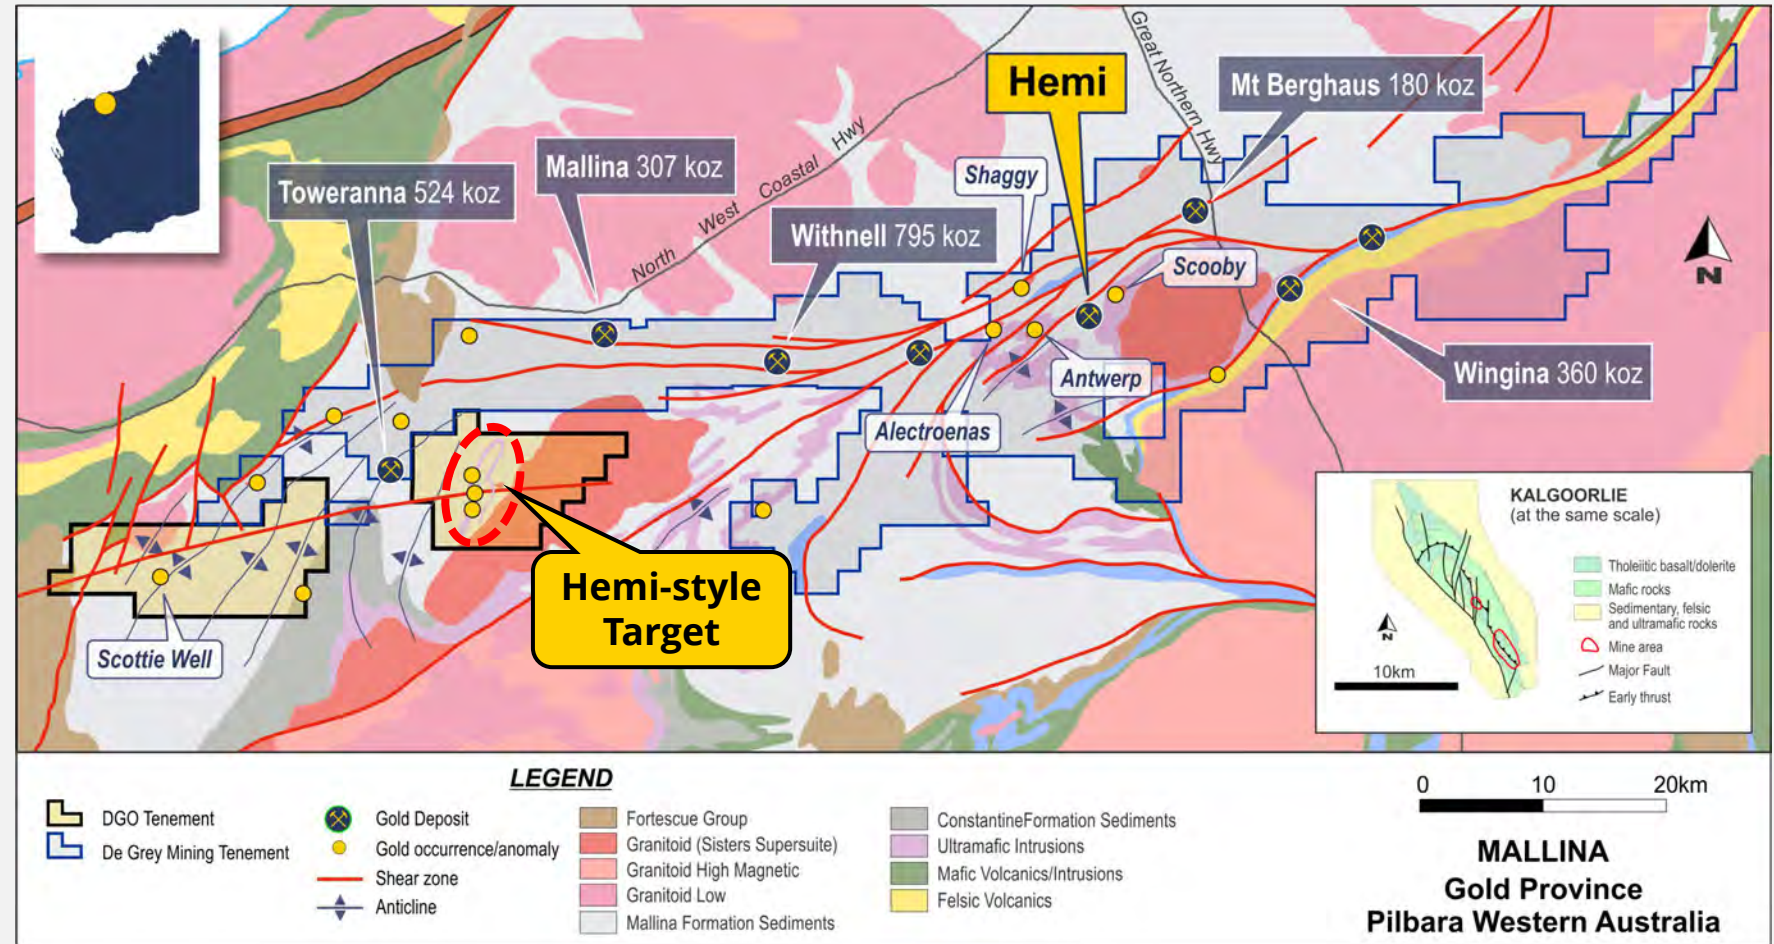 Great Northern Hwy
Hemi
Mt Berghaus 180 koz
Mallina 307 koz
North West Coastal Hwy
Shaggy
Toweranna 524 koz
Withnell 795 koz
Scooby
N
Antwerp
Wingina 360 koz
Alectroenas
Hemi-style
Target
Scottie Well
KALGOORLIE
(at the same scale)
Tholeiitic basalt/dolerite
Mafic rocks
Sedimentary, felsic
and ultramafic rocks
Mine area
Major Fault
Early thrust
N
10km
LEGEND
DGO Tenement
De Grey Mining Tenement
Gold Deposit
Gold occurrence/anomaly
Shear zone
Anticline
Fortescue Group
Granitoid (Sisters Supersuite)
Granitoid High Magnetic
Granitoid Low
Mallina Formation Sediments
ConstantineFormation Sediments
Ultramafic Intrusions
Mafic Volcanics/Intrusions
Felsic Volcanics
0 10 20km
MALLINA
Gold Province
Pilbara Western Australia